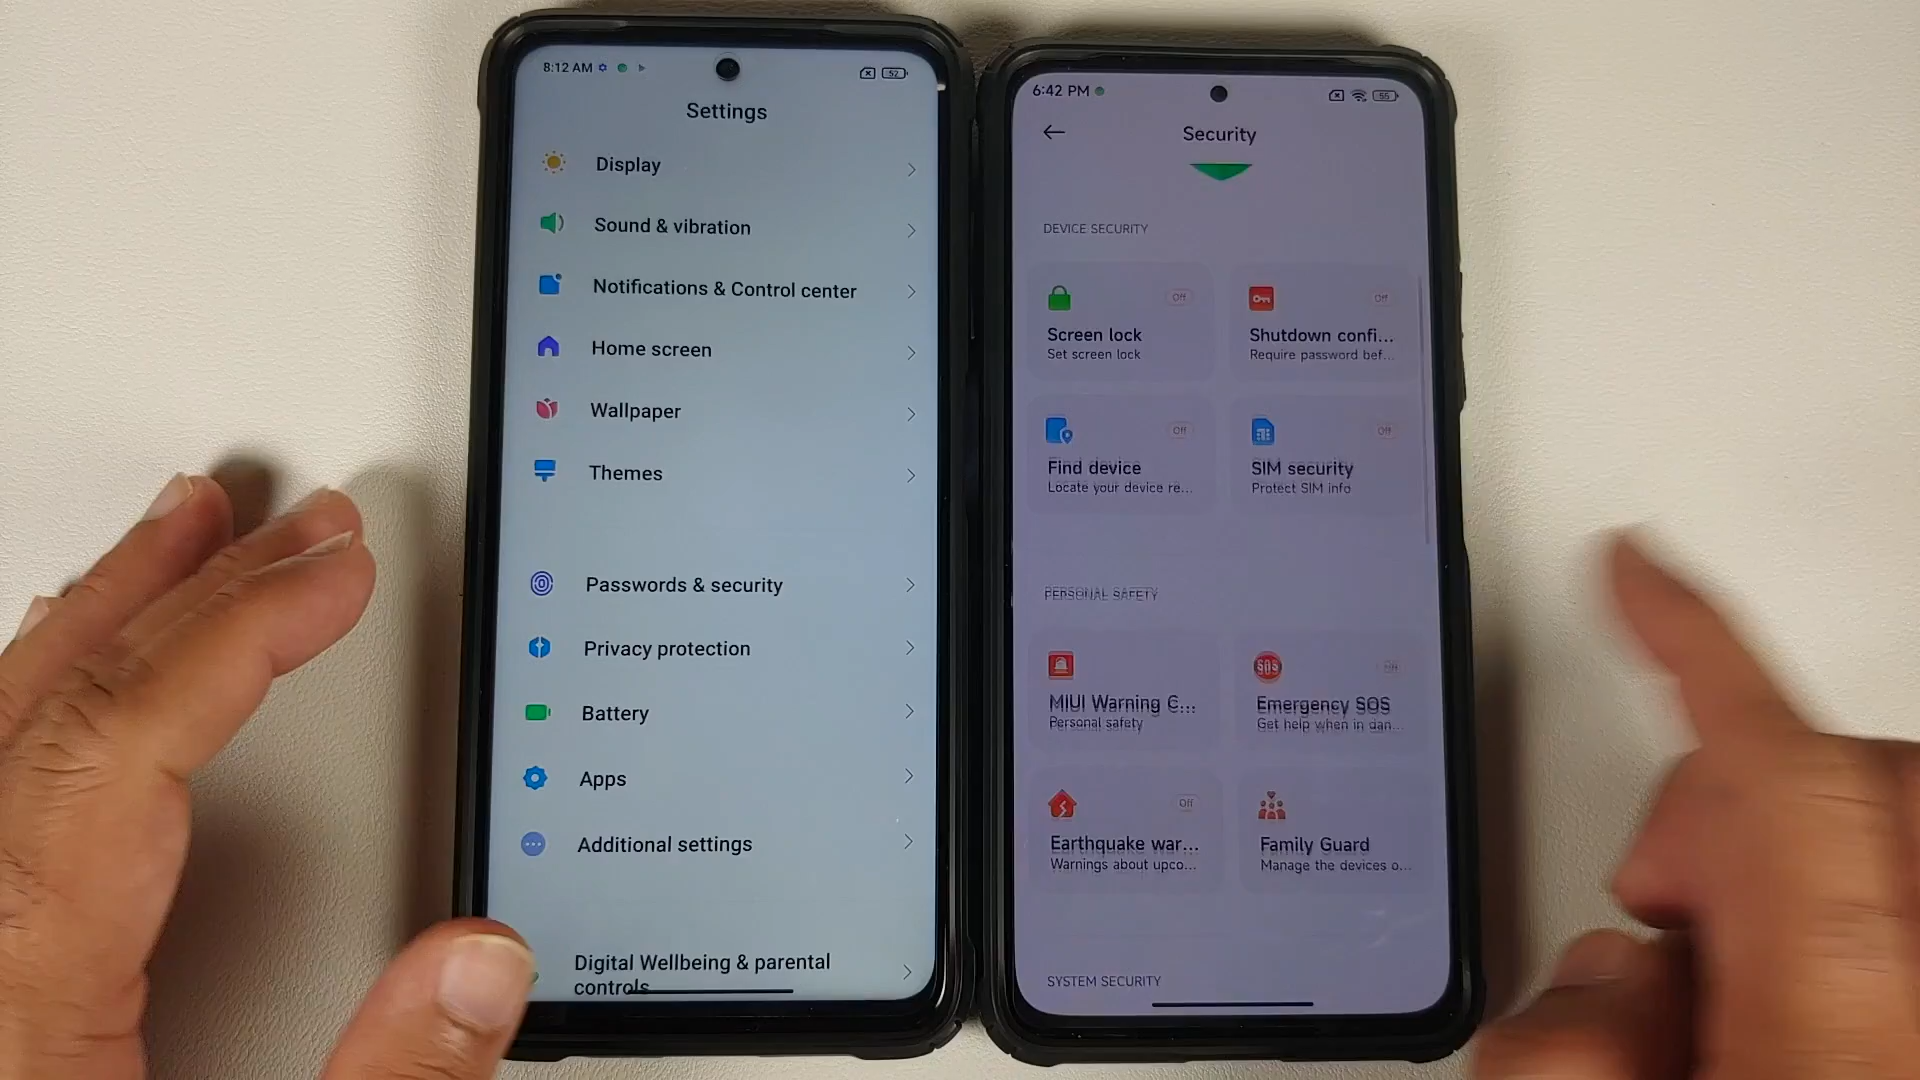 8:12 AM
52
Settings
Display
Sound & vibration
Notifications & Control center
Home screen
Wallpaper
Themes
Passwords & security
Privacy protection
Battery
Apps
Additional settings
Digital Wellbeing & parental
controls
6:42 PM
55
Security
DEVICE SECURITY
Off
Screen lock
Set screen lock
Off
Shutdown confi...
Require password bef...
Off
Find device
Locate your device re...
Off
SIM security
Protect SIM info
PERSONAL SAFETY
MIUI Warning C...
Personal safety
SOS
Off
Emergency SOS
Get help when in dan...
Off
Earthquake war...
Warnings about upco...
Family Guard
Manage the devices o...
SYSTEM SECURITY